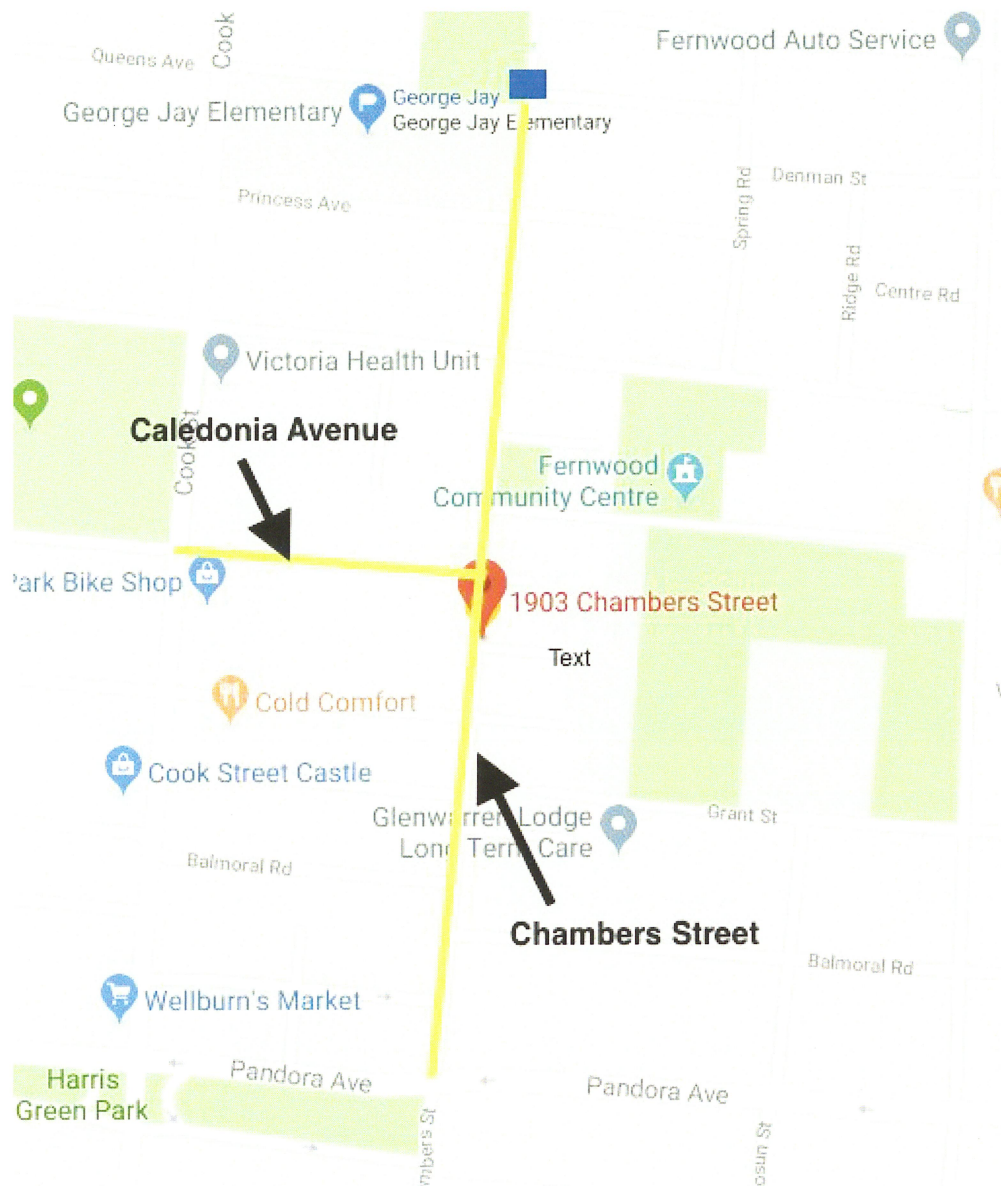 Cook
Queens Ave
Fernwood Auto Service
George Jay Elementary
George Jay
George Jay Elementary
Princess Ave
Spring Rd
Denman St
Ridge Rd
Centre Rd
Victoria Health Unit
Caledonia Avenue
Cook St
Fernwood
Community Centre
Park Bike Shop
1903 Chambers Street
Text
Cold Comfort
Cook Street Castle
Glenwarren Lodge
Long Term Care
Grant St
Balmoral Rd
Chambers Street
Balmoral Rd
Wellburn's Market
Harris
Green Park
Pandora Ave
Pandora Ave
mbers St
osun St